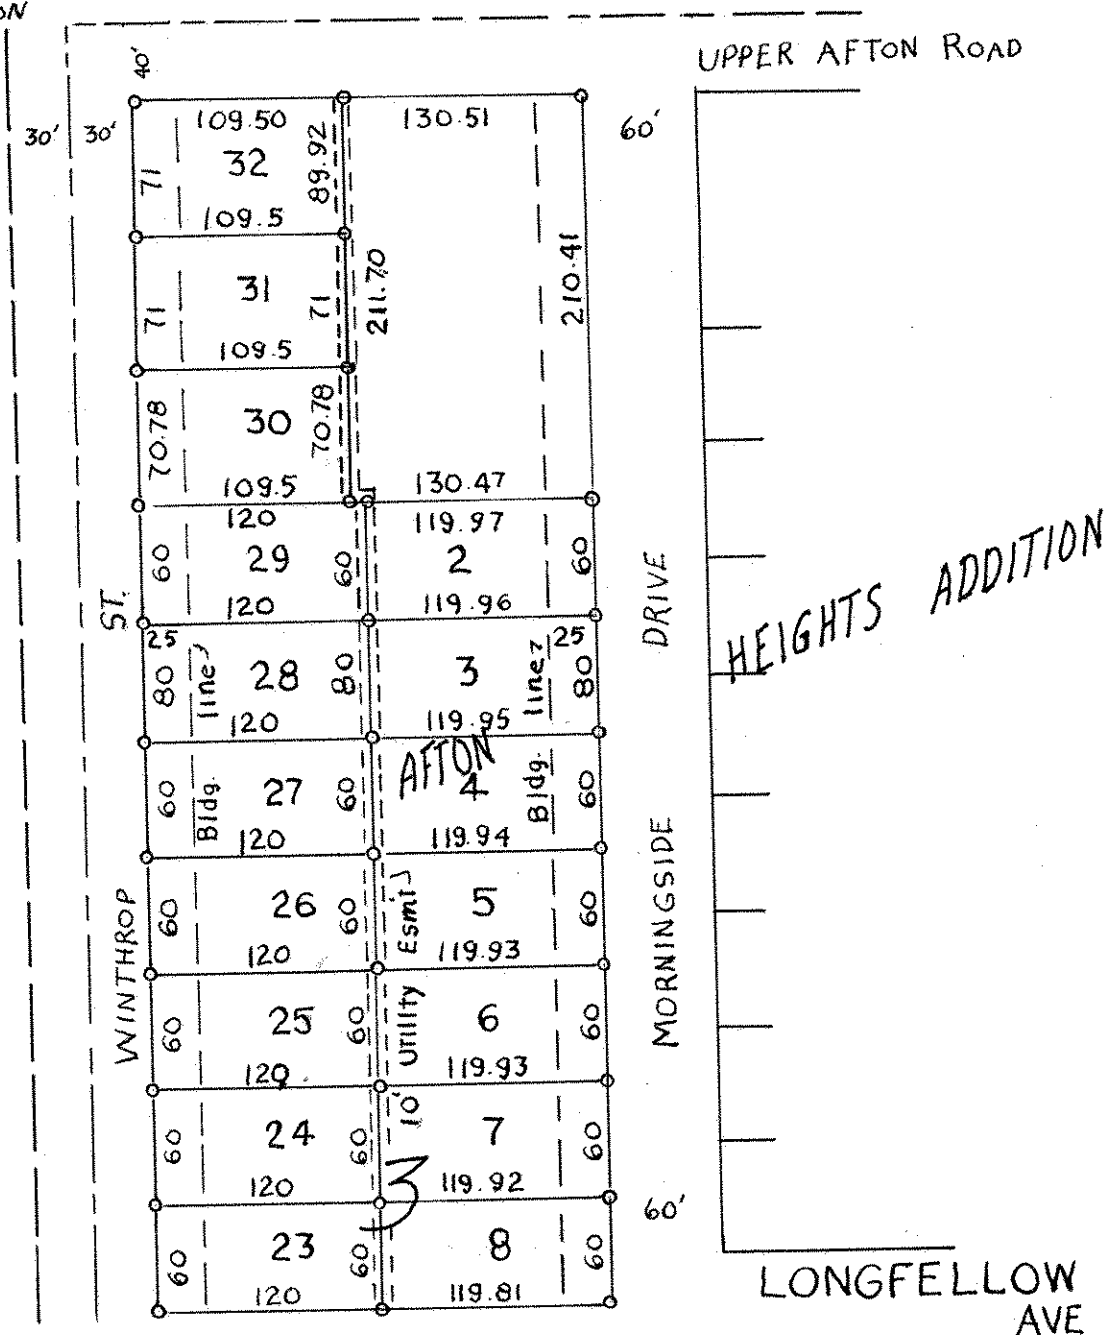 ON
UPPER AFTON ROAD
40'
30' 30'
60'
109.50 130.51
71 32 89.92
109.5
71 31 71 211.70 210.41
109.5
70.78 30 70.78
109.5 130.47
120 119.97
60 29 60 2 60
120 119.96
25 25
80 line 28 80 3 line 80
120 119.95
AFTON
60 Bldg. 27 60 4 Bldg. 60
120 119.94
60 26 60 Esmt 5 60
120 119.93
60 25 60 Utility 6 60
120 119.93
60 24 60 10' 7 60
120 119.92
3
60 23 60 8 60
120 119.81
WINTHROP ST.
MORNINGSIDE DRIVE
HEIGHTS ADDITION
60'
LONGFELLOW
AVE